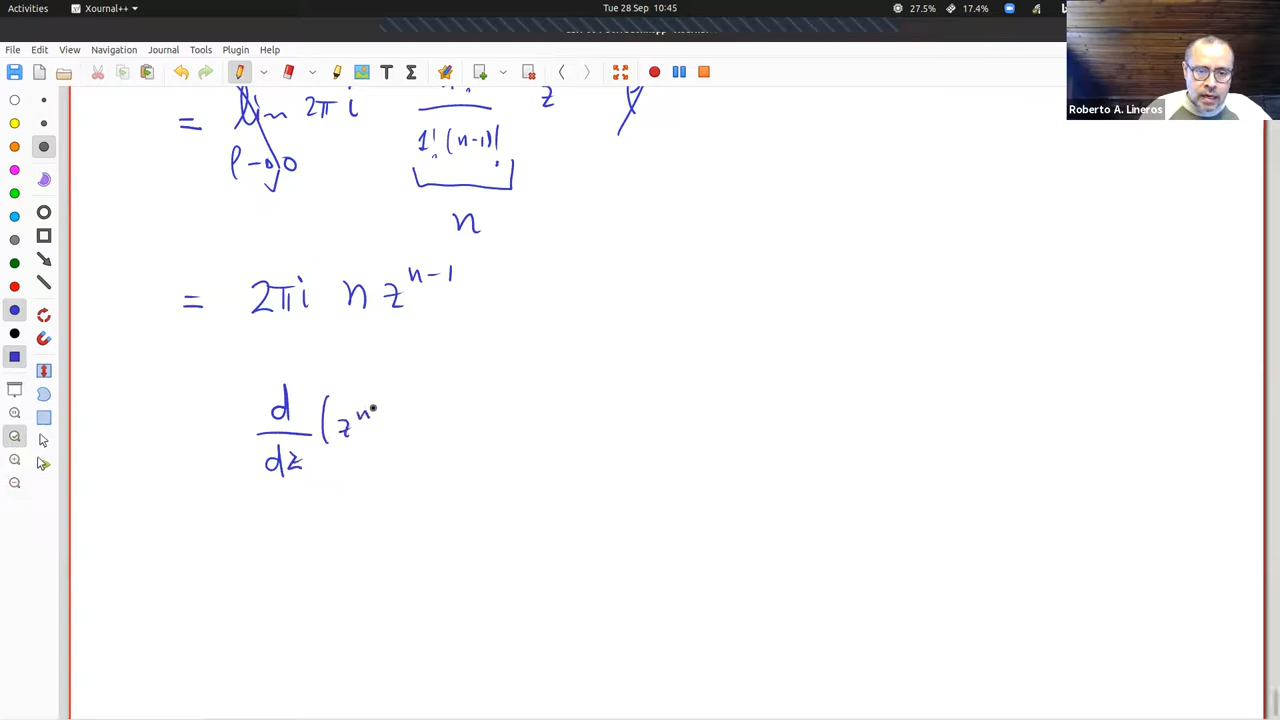 Activities Xournal++ Tue 28 Sep 10:45 27.5% 17.4%
File Edit View Navigation Journal Tools Plugin Help
Roberto A. Lineros
= lim 2πi z
ρ→0 1!(n-1)!
n
= 2πi n z^{n-1}
d
dz
(z^n